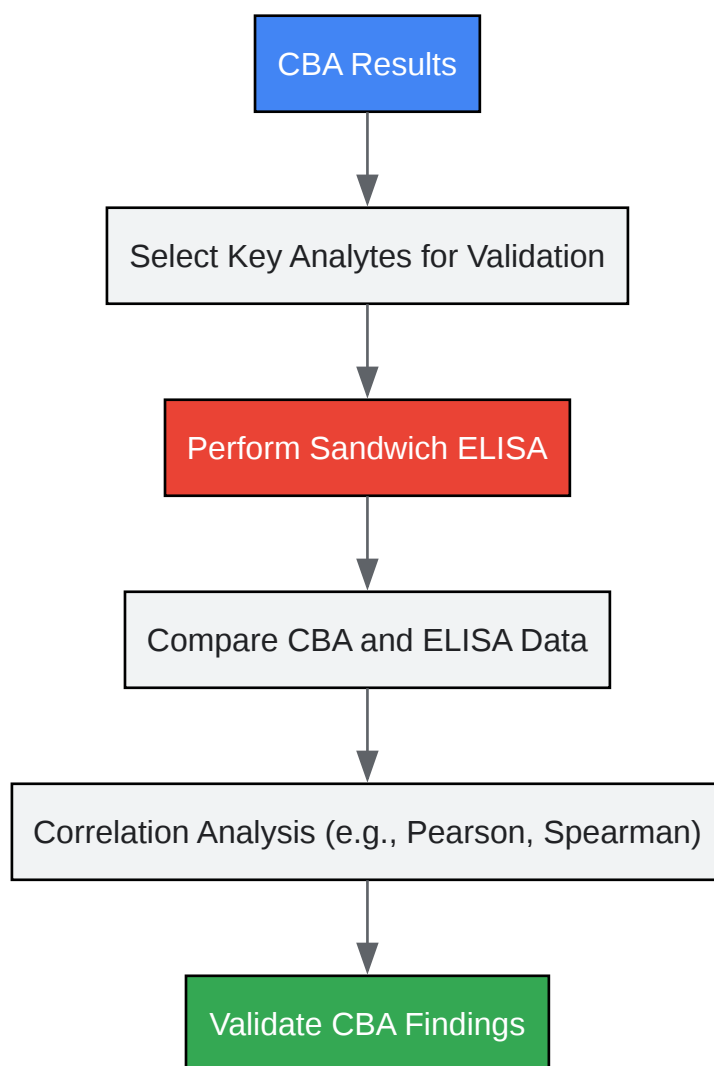 CBA Results
Select Key Analytes for Validation
Perform Sandwich ELISA
Compare CBA and ELISA Data
Correlation Analysis (e.g., Pearson, Spearman)
Validate CBA Findings